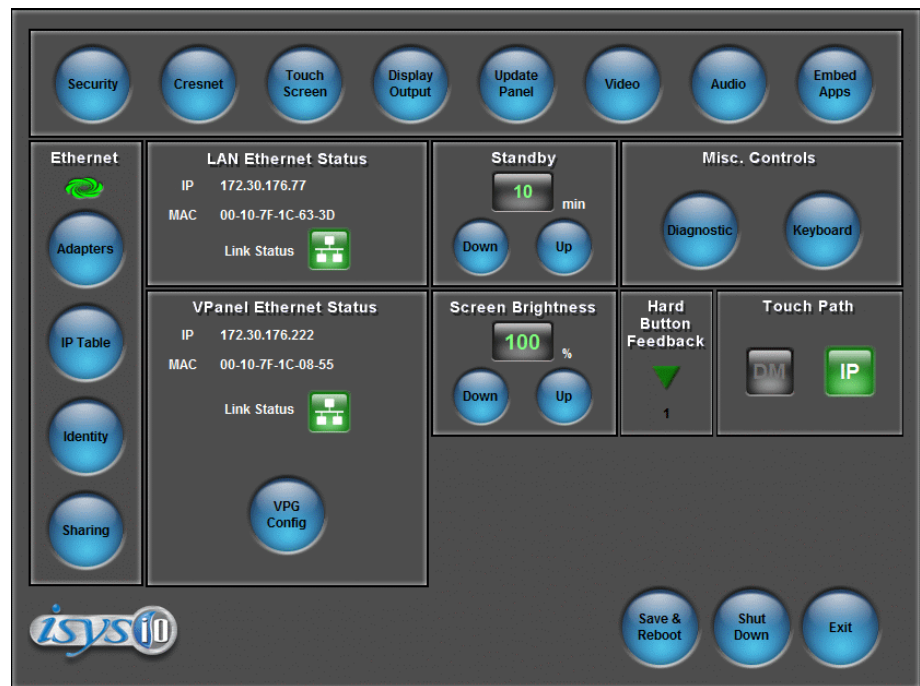 Security
Cresnet
Touch
Screen
Display
Output
Update
Panel
Video
Audio
Embed
Apps
Ethernet
Adapters
IP Table
Identity
Sharing
LAN Ethernet Status
IP 172.30.176.77
MAC 00-10-7F-1C-63-3D
Link Status
Standby
10 min
Down
Up
Misc. Controls
Diagnostic
Keyboard
VPanel Ethernet Status
IP 172.30.176.222
MAC 00-10-7F-1C-08-55
Link Status
VPG
Config
Screen Brightness
100 %
Down
Up
Hard
Button
Feedback
1
Touch Path
DM
IP
isys iO
Save &
Reboot
Shut
Down
Exit